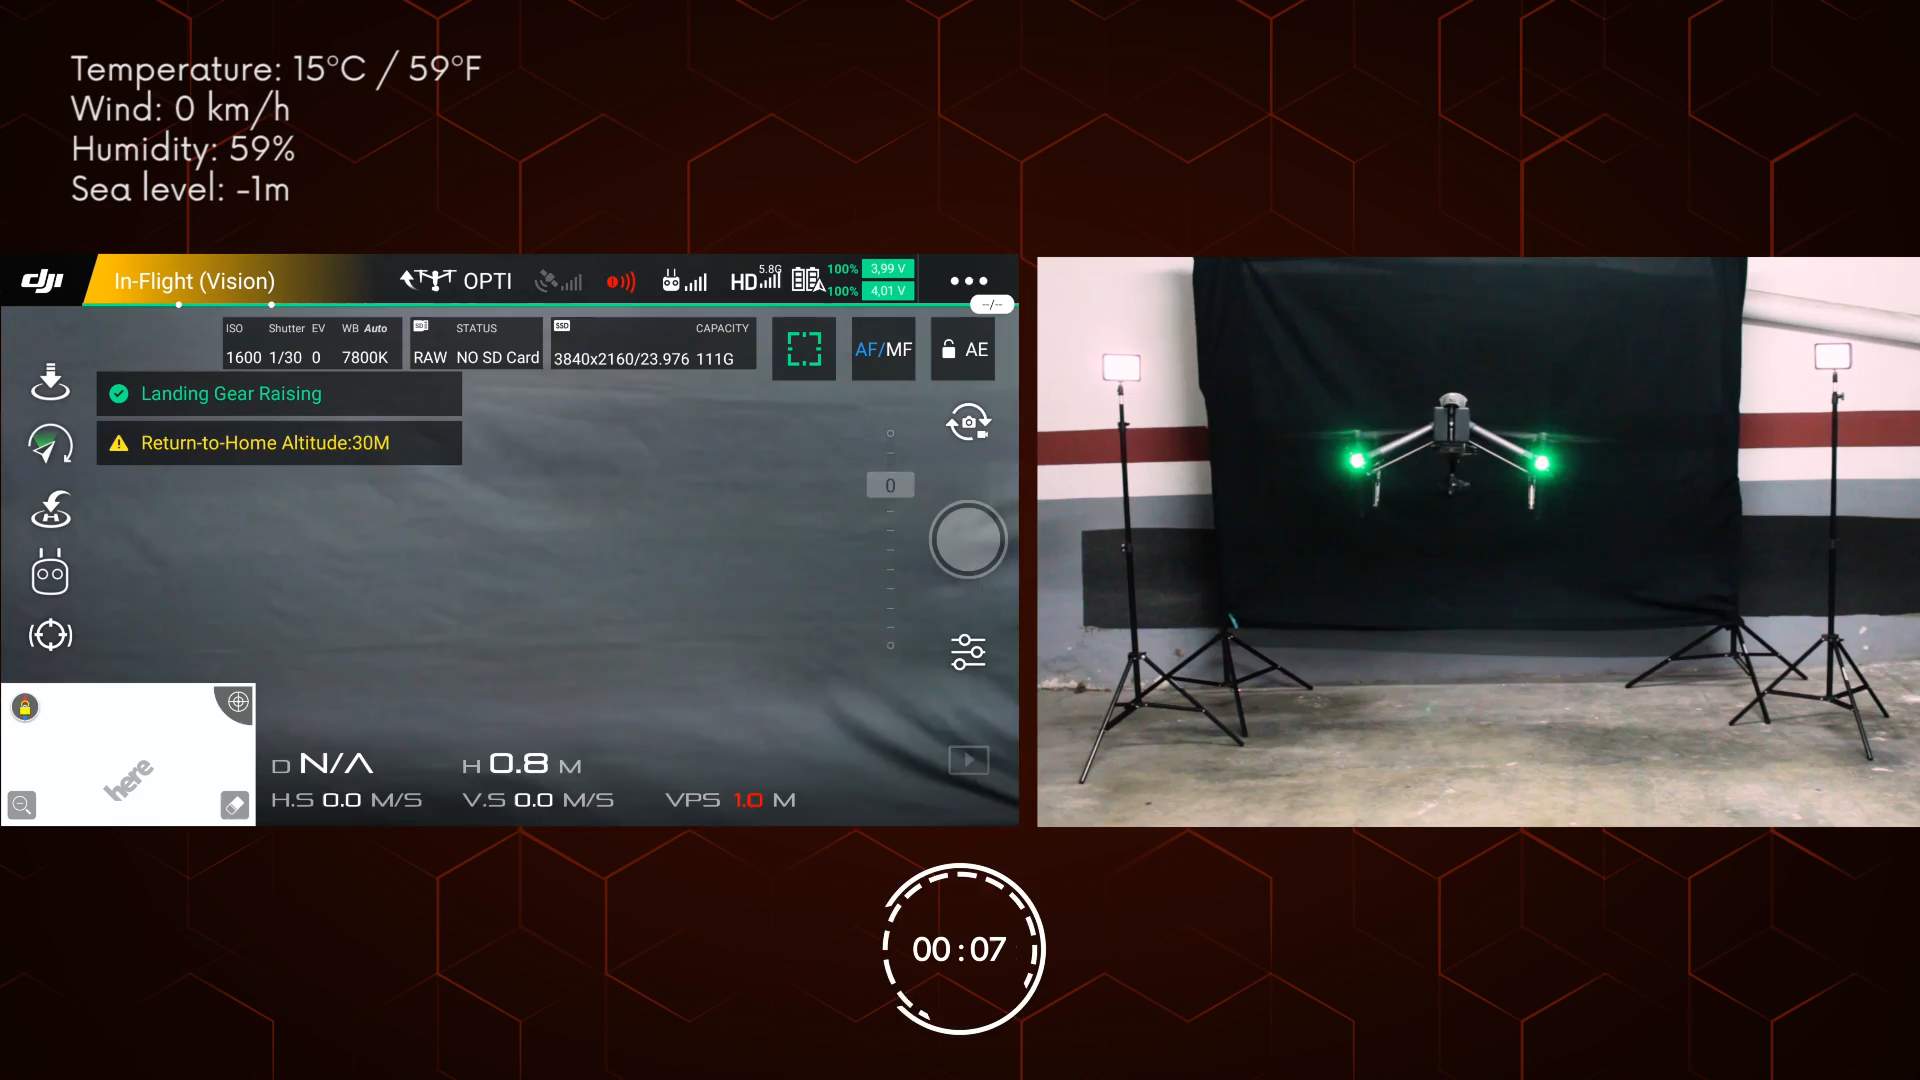 Temperature: 15°C / 59°F
Wind: 0 km/h
Humidity: 59%
Sea level: -1m
dji
In-Flight (Vision)
OPTI
HD 5.8G
100% 3,99 V
100% 4,01 V
--/--
ISO Shutter EV WB Auto
1600 1/30 0 7800K
SD STATUS
RAW NO SD Card
SSD CAPACITY
3840x2160/23.976 111G
AF/MF
AE
Landing Gear Raising
Return-to-Home Altitude:30M
0
H
here
D N/A H 0.8 M
H.S 0.0 M/S V.S 0.0 M/S VPS 1.0 M
00:07